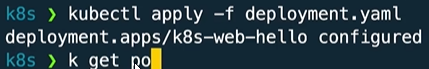 k8s ❯ kubectl apply -f deployment.yaml
deployment.apps/k8s-web-hello configured
k8s ❯ k get po